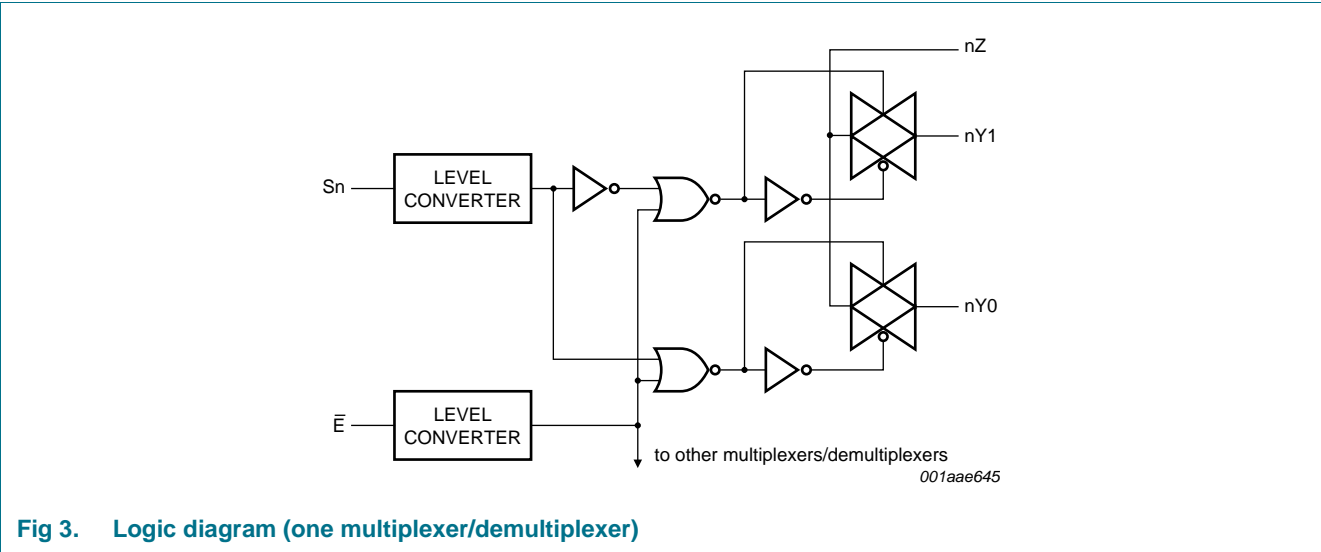 nZ
nY1
Sn
LEVEL
CONVERTER
nY0
E̅
LEVEL
CONVERTER
to other multiplexers/demultiplexers
001aae645
Fig 3. Logic diagram (one multiplexer/demultiplexer)